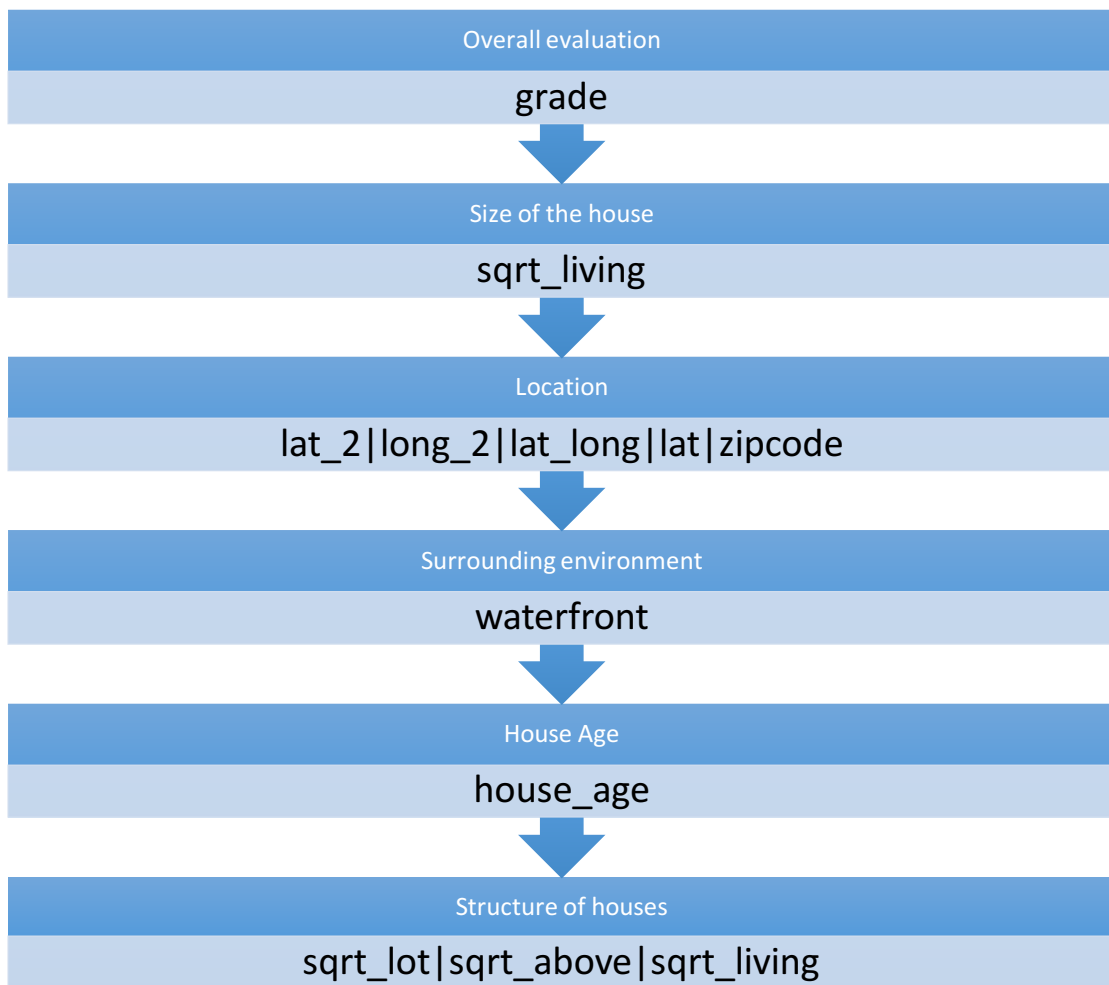 Overall evaluation
grade
Size of the house
sqrt_living
Location
lat_2|long_2|lat_long|lat|zipcode
Surrounding environment
waterfront
House Age
house_age
Structure of houses
sqrt_lot|sqrt_above|sqrt_living